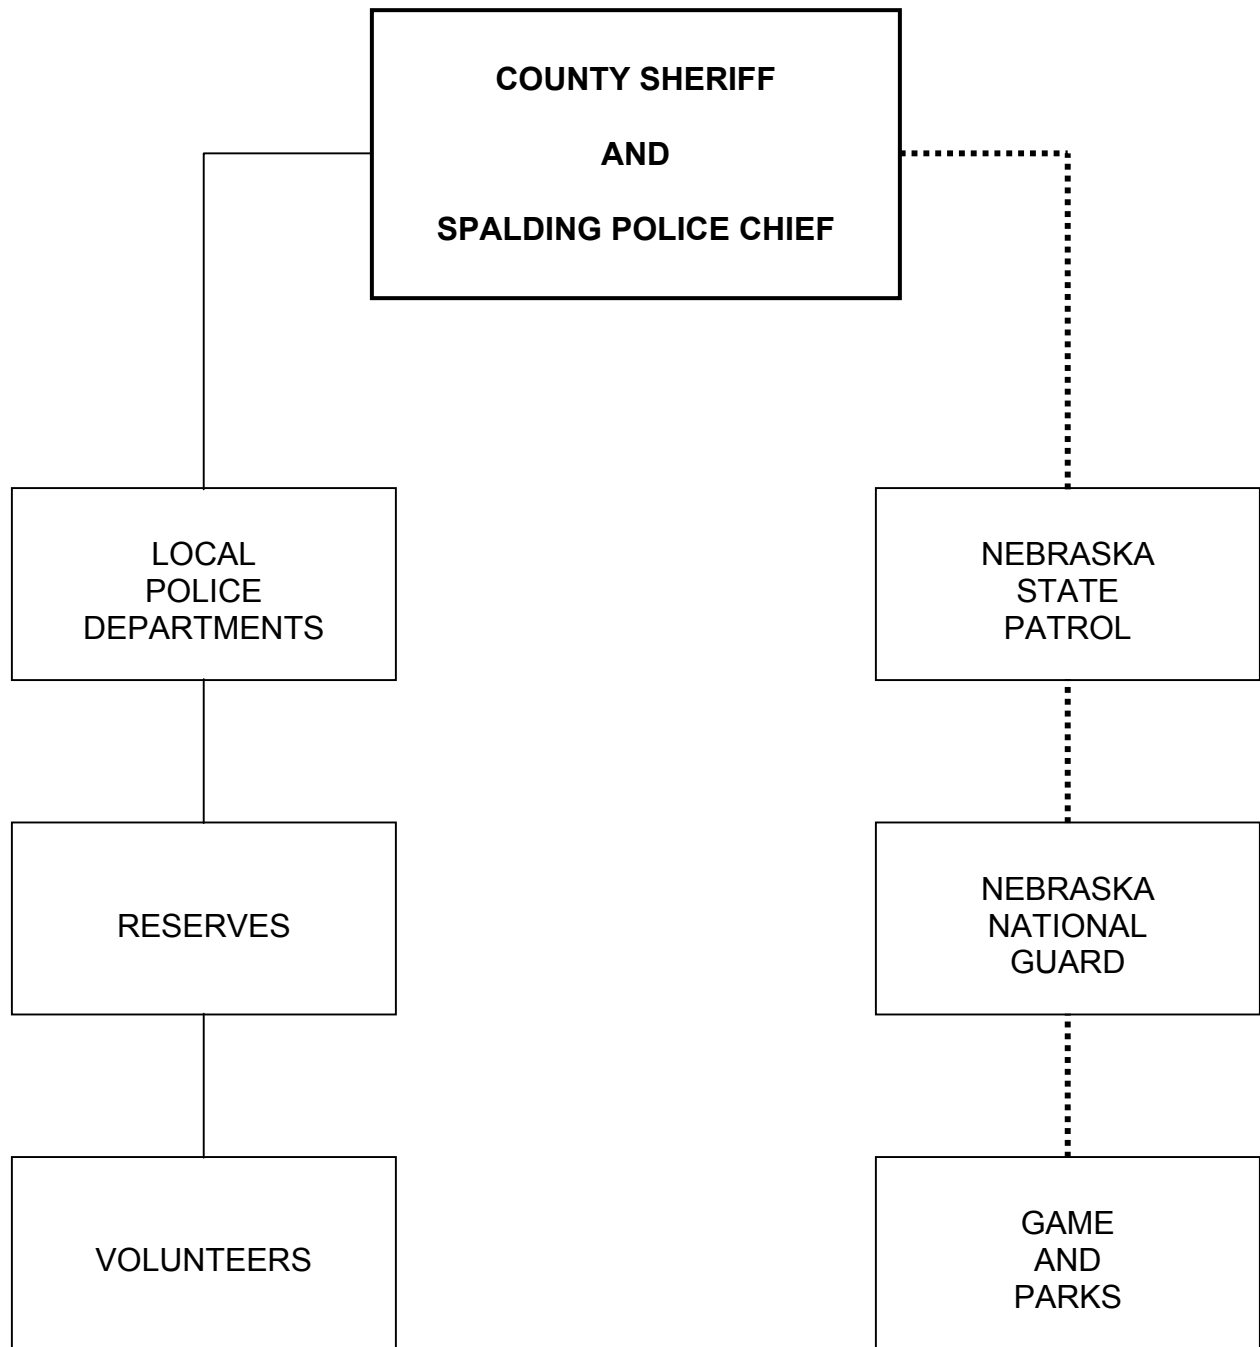 COUNTY SHERIFF
AND
SPALDING POLICE CHIEF
LOCAL
POLICE
DEPARTMENTS
NEBRASKA
STATE
PATROL
RESERVES
NEBRASKA
NATIONAL
GUARD
VOLUNTEERS
GAME
AND
PARKS